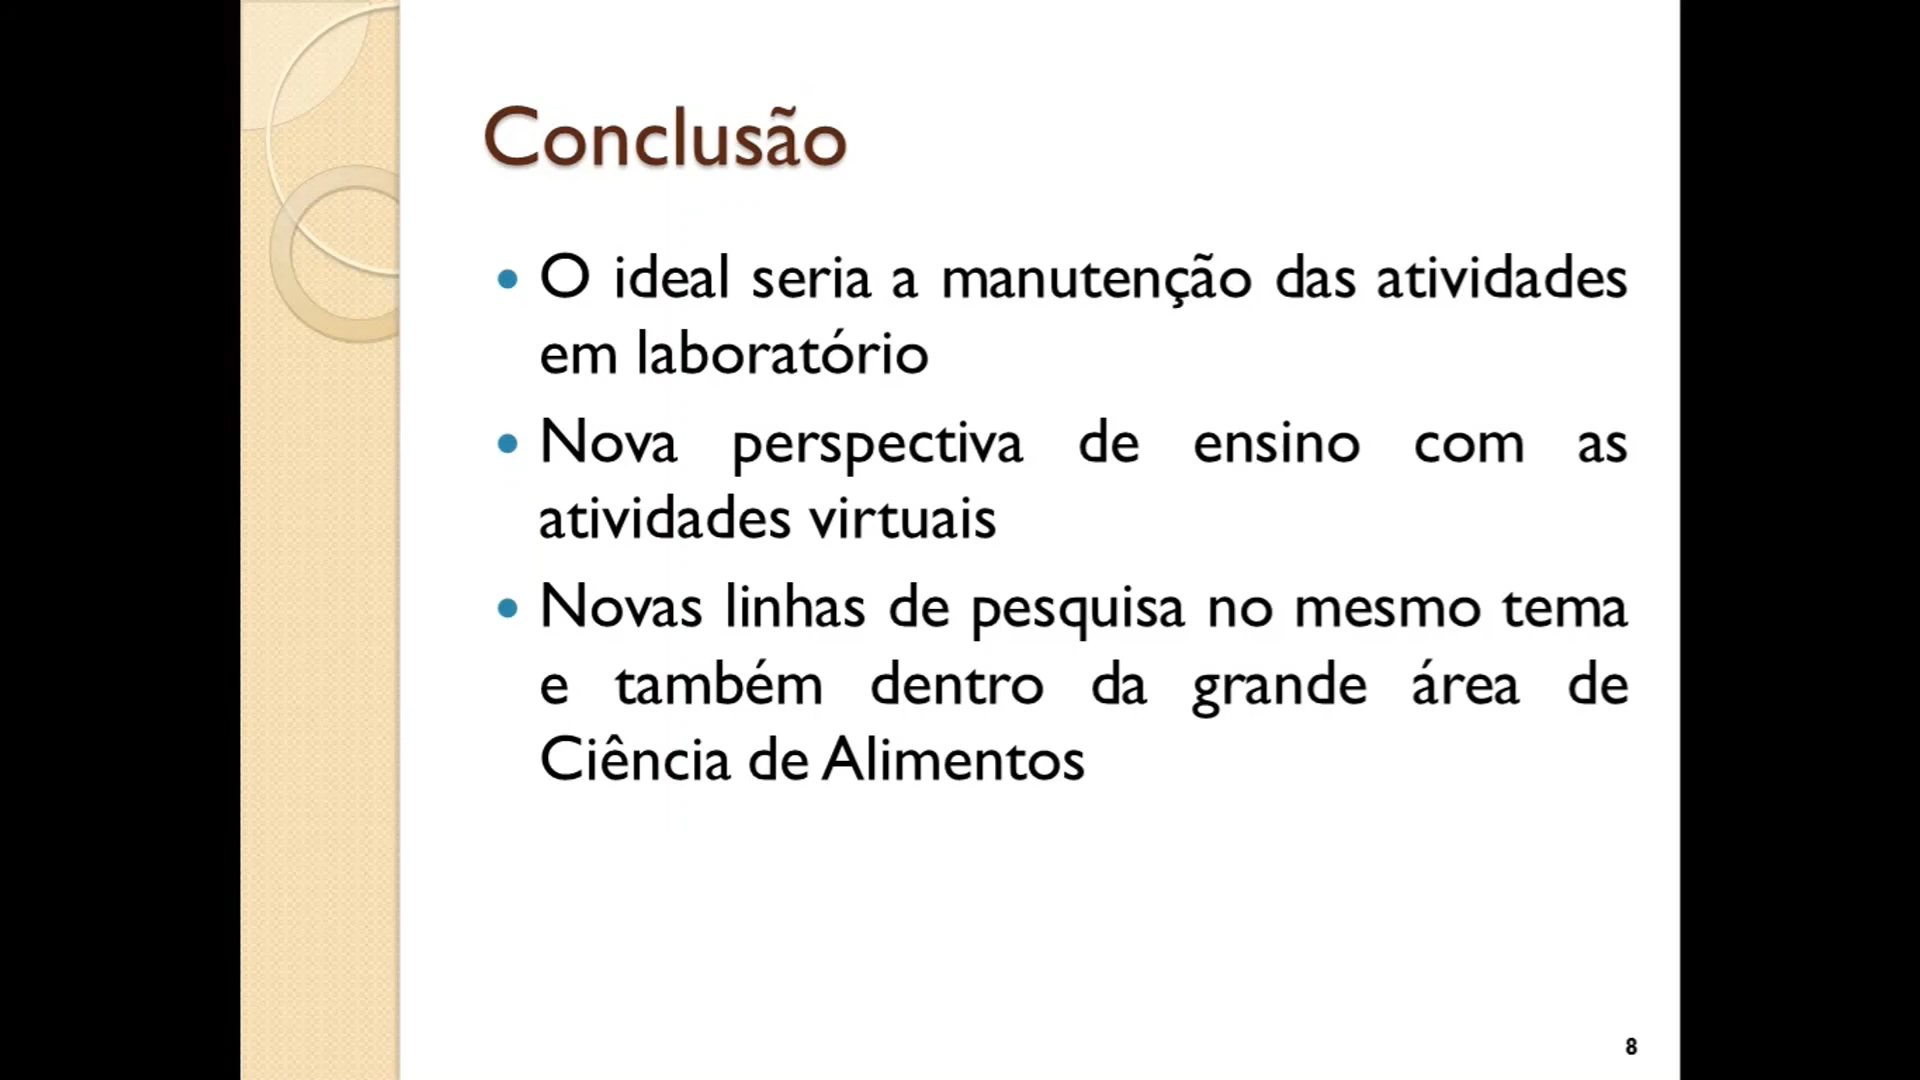 Conclusão
• O ideal seria a manutenção das atividades
em laboratório
• Nova perspectiva de ensino com as
atividades virtuais
• Novas linhas de pesquisa no mesmo tema
e também dentro da grande área de
Ciência de Alimentos
8